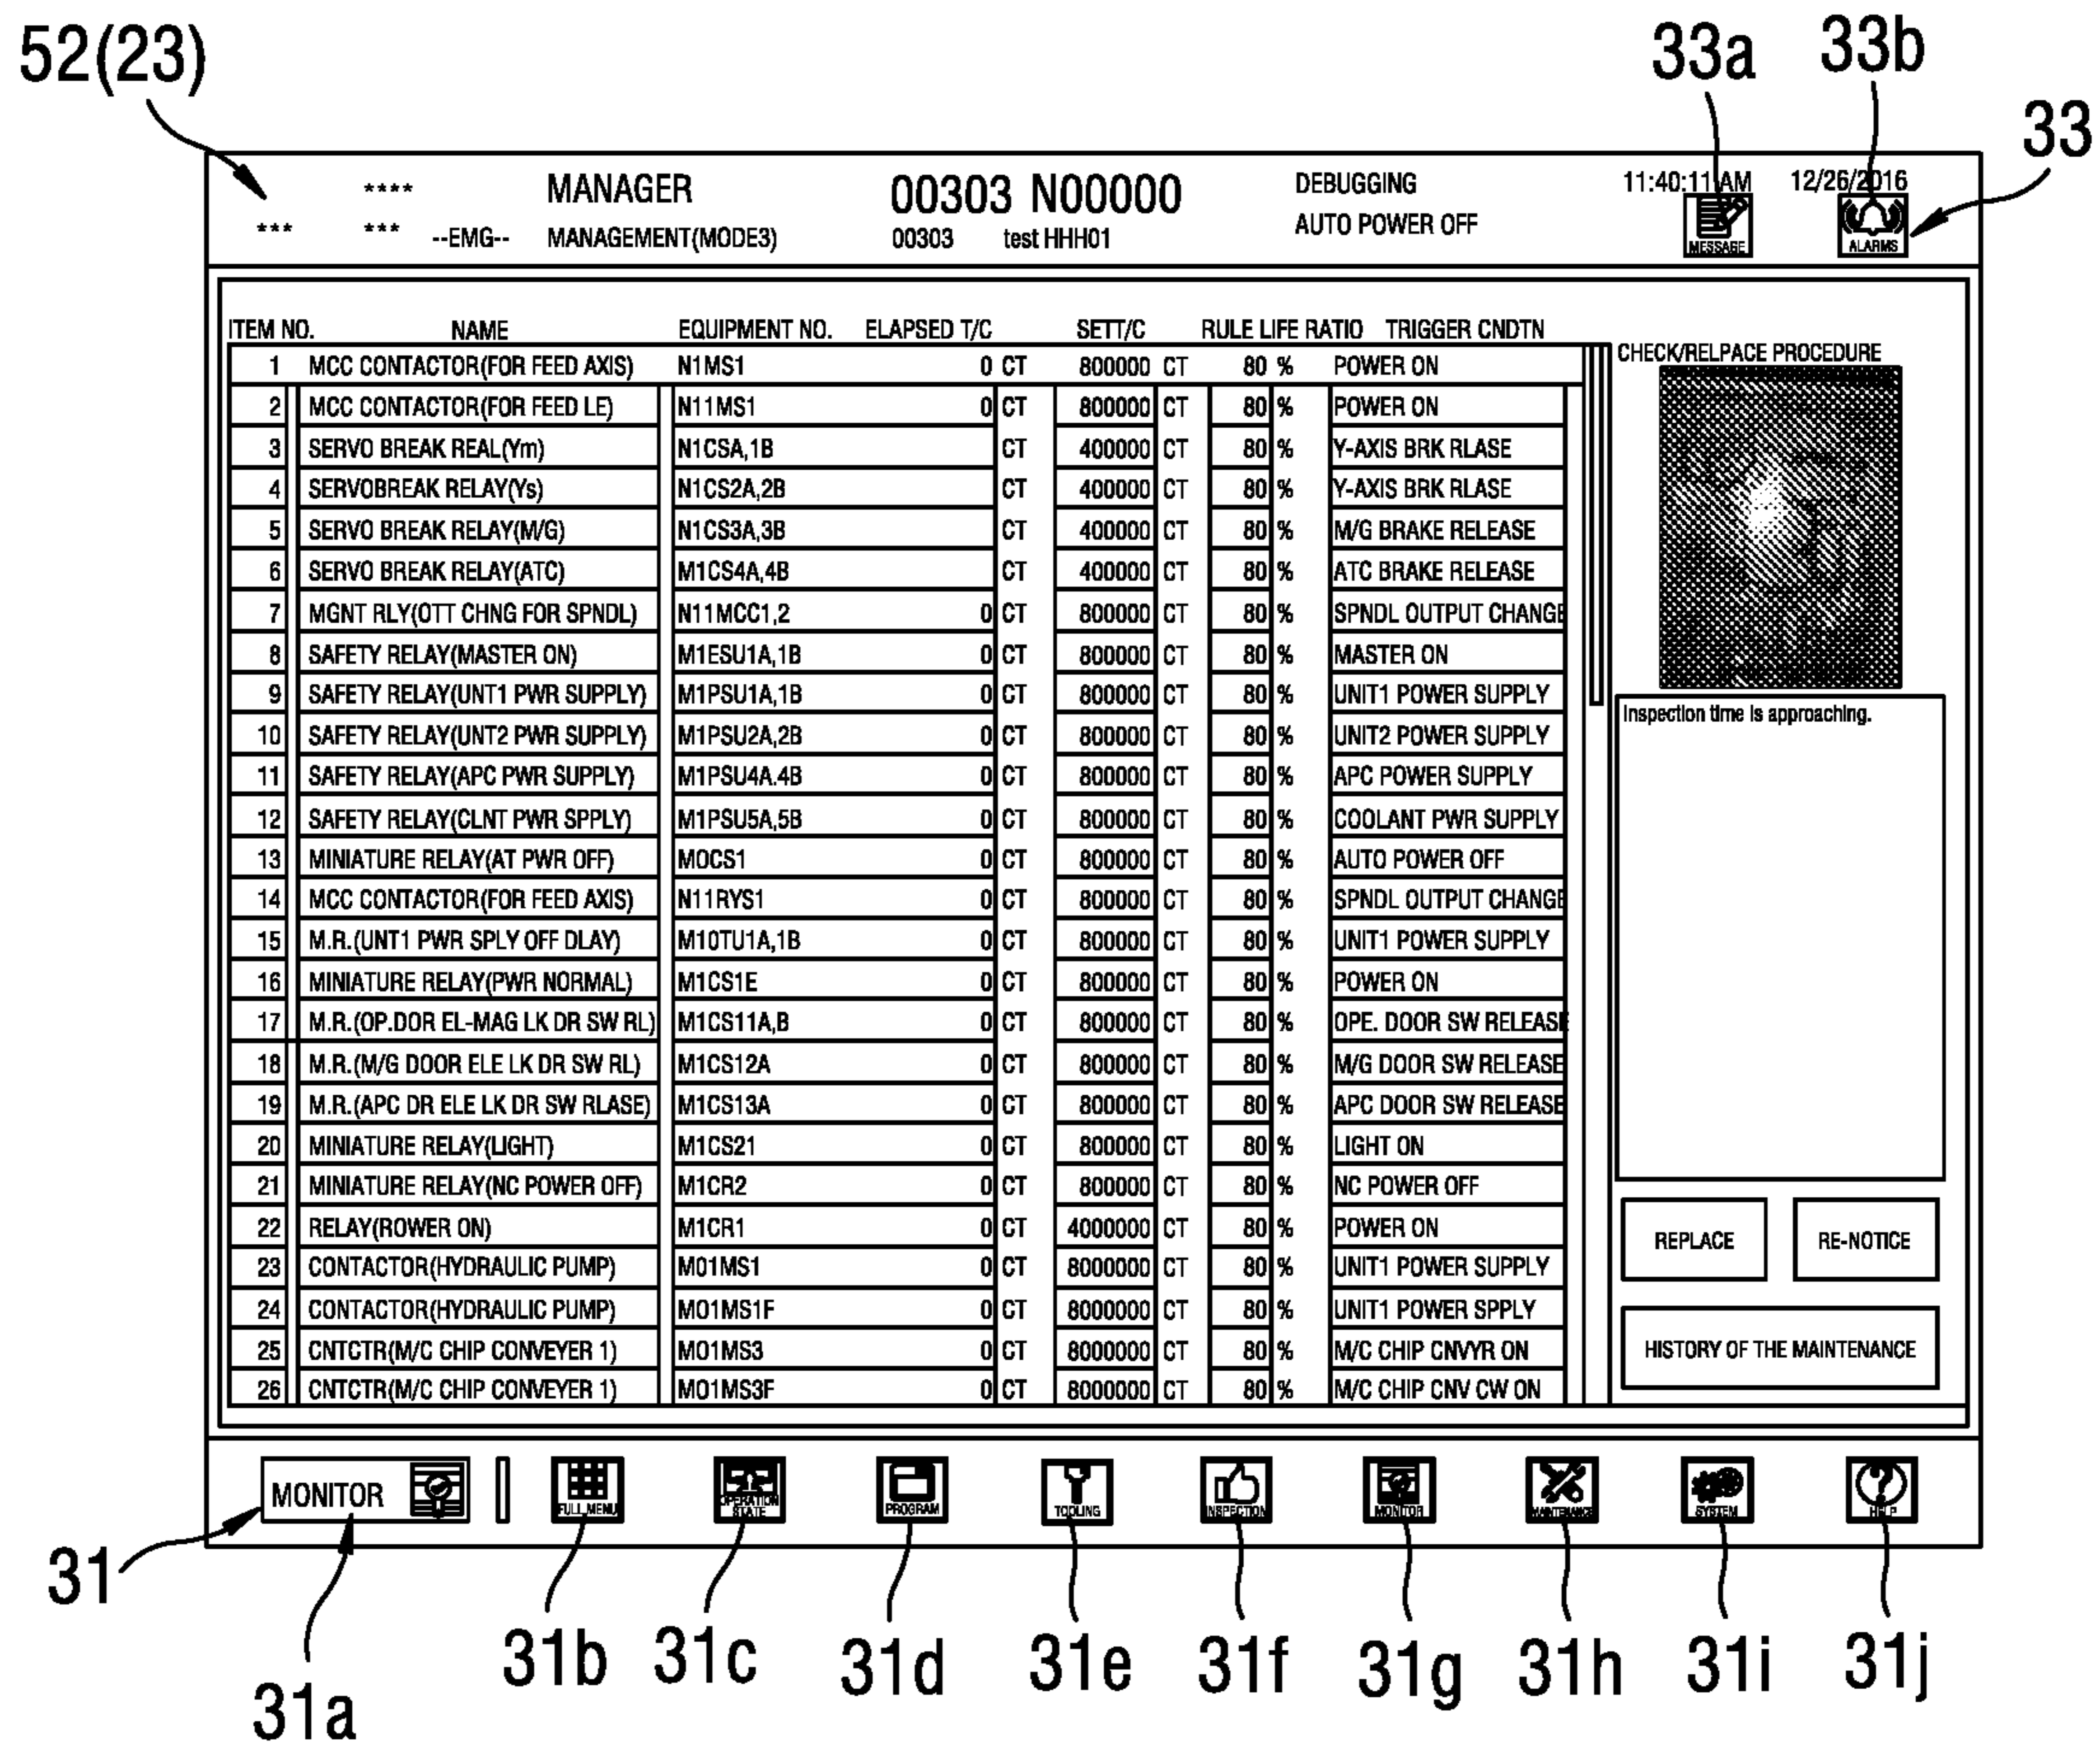 52(23)
33a 33b
33
**** MANAGER 00303 N00000 DEBUGGING 11:40:11 AM 12/26/2016
*** *** --EMG-- MANAGEMENT(MODE3) 00303 test HHH01 AUTO POWER OFF MESSAGE ALARMS
ITEM NO. NAME EQUIPMENT NO. ELAPSED T/C SETT/C RULE LIFE RATIO TRIGGER CNDTN
1 MCC CONTACTOR(FOR FEED AXIS) N1MS1 0 CT 800000 CT 80 % POWER ON
2 MCC CONTACTOR(FOR FEED LE) N11MS1 0 CT 800000 CT 80 % POWER ON
3 SERVO BREAK REAL(Ym) N1CSA,1B CT 400000 CT 80 % Y-AXIS BRK RLASE
4 SERVOBREAK RELAY(Ys) N1CS2A,2B CT 400000 CT 80 % Y-AXIS BRK RLASE
5 SERVO BREAK RELAY(M/G) N1CS3A,3B CT 400000 CT 80 % M/G BRAKE RELEASE
6 SERVO BREAK RELAY(ATC) M1CS4A,4B CT 400000 CT 80 % ATC BRAKE RELEASE
7 MGNT RLY(OTT CHNG FOR SPNDL) N11MCC1,2 0 CT 800000 CT 80 % SPNDL OUTPUT CHANGE
8 SAFETY RELAY(MASTER ON) M1ESU1A,1B 0 CT 800000 CT 80 % MASTER ON
9 SAFETY RELAY(UNT1 PWR SUPPLY) M1PSU1A,1B 0 CT 800000 CT 80 % UNIT1 POWER SUPPLY
10 SAFETY RELAY(UNT2 PWR SUPPLY) M1PSU2A,2B 0 CT 800000 CT 80 % UNIT2 POWER SUPPLY
11 SAFETY RELAY(APC PWR SUPPLY) M1PSU4A.4B 0 CT 800000 CT 80 % APC POWER SUPPLY
12 SAFETY RELAY(CLNT PWR SPPLY) M1PSU5A,5B 0 CT 800000 CT 80 % COOLANT PWR SUPPLY
13 MINIATURE RELAY(AT PWR OFF) M0CS1 0 CT 800000 CT 80 % AUTO POWER OFF
14 MCC CONTACTOR(FOR FEED AXIS) N11RYS1 0 CT 800000 CT 80 % SPNDL OUTPUT CHANGE
15 M.R.(UNT1 PWR SPLY OFF DLAY) M10TU1A,1B 0 CT 800000 CT 80 % UNIT1 POWER SUPPLY
16 MINIATURE RELAY(PWR NORMAL) M1CS1E 0 CT 800000 CT 80 % POWER ON
17 M.R.(OP.DOR EL-MAG LK DR SW RL) M1CS11A,B 0 CT 800000 CT 80 % OPE. DOOR SW RELEASE
18 M.R.(M/G DOOR ELE LK DR SW RL) M1CS12A 0 CT 800000 CT 80 % M/G DOOR SW RELEASE
19 M.R.(APC DR ELE LK DR SW RLASE) M1CS13A 0 CT 800000 CT 80 % APC DOOR SW RELEASE
20 MINIATURE RELAY(LIGHT) M1CS21 0 CT 800000 CT 80 % LIGHT ON
21 MINIATURE RELAY(NC POWER OFF) M1CR2 0 CT 800000 CT 80 % NC POWER OFF
22 RELAY(ROWER ON) M1CR1 0 CT 4000000 CT 80 % POWER ON
23 CONTACTOR(HYDRAULIC PUMP) M01MS1 0 CT 8000000 CT 80 % UNIT1 POWER SUPPLY
24 CONTACTOR(HYDRAULIC PUMP) M01MS1F 0 CT 8000000 CT 80 % UNIT1 POWER SPPLY
25 CNTCTR(M/C CHIP CONVEYER 1) M01MS3 0 CT 8000000 CT 80 % M/C CHIP CNVYR ON
26 CNTCTR(M/C CHIP CONVEYER 1) M01MS3F 0 CT 8000000 CT 80 % M/C CHIP CNV CW ON
CHECK/RELPACE PROCEDURE
Inspection time is approaching.
REPLACE RE-NOTICE
HISTORY OF THE MAINTENANCE
MONITOR FULL MENU OPERATION STATE PROGRAM TOOLING INSPECTION MONITOR MAINTENANCE SYSTEM HELP
31
31a 31b 31c 31d 31e 31f 31g 31h 31i 31j